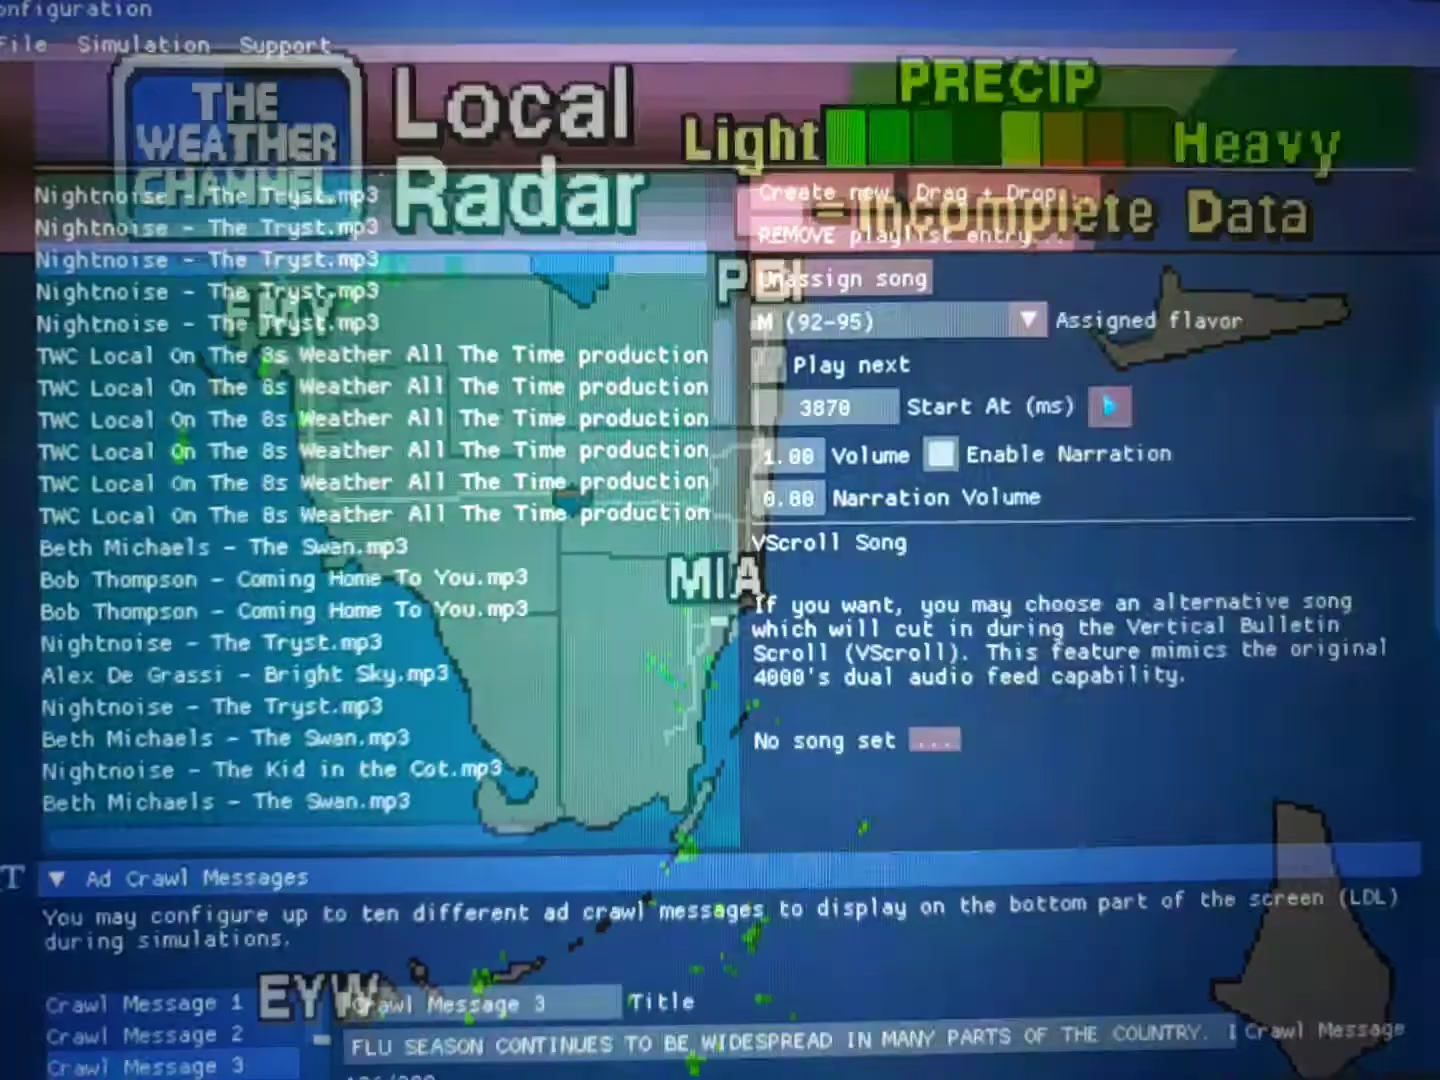 onfiguration
File Simulation Support
THE
WEATHER
CHANNEL
Local
Radar
PRECIP
Light
Heavy
= Incomplete Data
Nightnoise - The Tryst.mp3
Nightnoise - The Tryst.mp3
Nightnoise - The Tryst.mp3
Nightnoise - The Tryst.mp3
Nightnoise - The Tryst.mp3
TWC Local On The 8s Weather All The Time production
TWC Local On The 8s Weather All The Time production
TWC Local On The 8s Weather All The Time production
TWC Local On The 8s Weather All The Time production
TWC Local On The 8s Weather All The Time production
TWC Local On The 8s Weather All The Time production
Beth Michaels - The Swan.mp3
Bob Thompson - Coming Home To You.mp3
Bob Thompson - Coming Home To You.mp3
Nightnoise - The Tryst.mp3
Alex De Grassi - Bright Sky.mp3
Nightnoise - The Tryst.mp3
Beth Michaels - The Swan.mp3
Nightnoise - The Kid in the Cot.mp3
Beth Michaels - The Swan.mp3
Create new Drag + Drop
REMOVE playlist entry...
Unassign song
M (92-95) Assigned flavor
Play next
3870 Start At (ms)
1.00 Volume Enable Narration
0.80 Narration Volume
VScroll Song
If you want, you may choose an alternative song
which will cut in during the Vertical Bulletin
Scroll (VScroll). This feature mimics the original
4000's dual audio feed capability.
No song set ...
PBI
FMY
MIA
EYW
Ad Crawl Messages
You may configure up to ten different ad crawl messages to display on the bottom part of the screen (LDL)
during simulations.
Crawl Message 1
Crawl Message 2
Crawl Message 3
Crawl Message 3 Title
FLU SEASON CONTINUES TO BE WIDESPREAD IN MANY PARTS OF THE COUNTRY. I Crawl Message